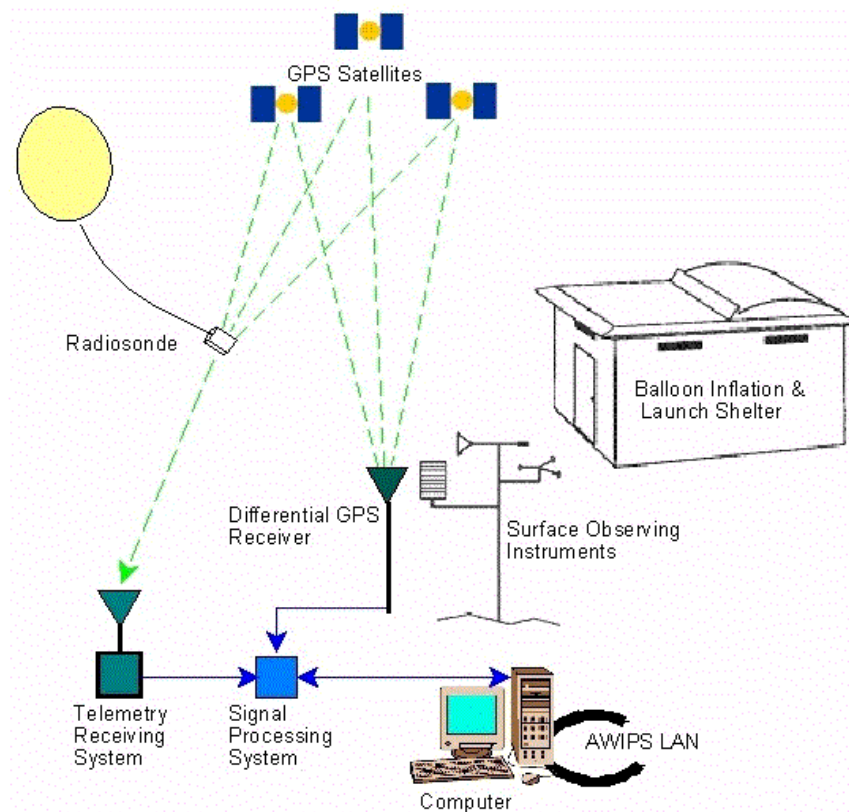 GPS Satellites
Radiosonde
Balloon Inflation &
Launch Shelter
Differential GPS
Receiver
Surface Observing
Instruments
Telemetry
Receiving
System
Signal
Processing
System
AWIPS LAN
Computer